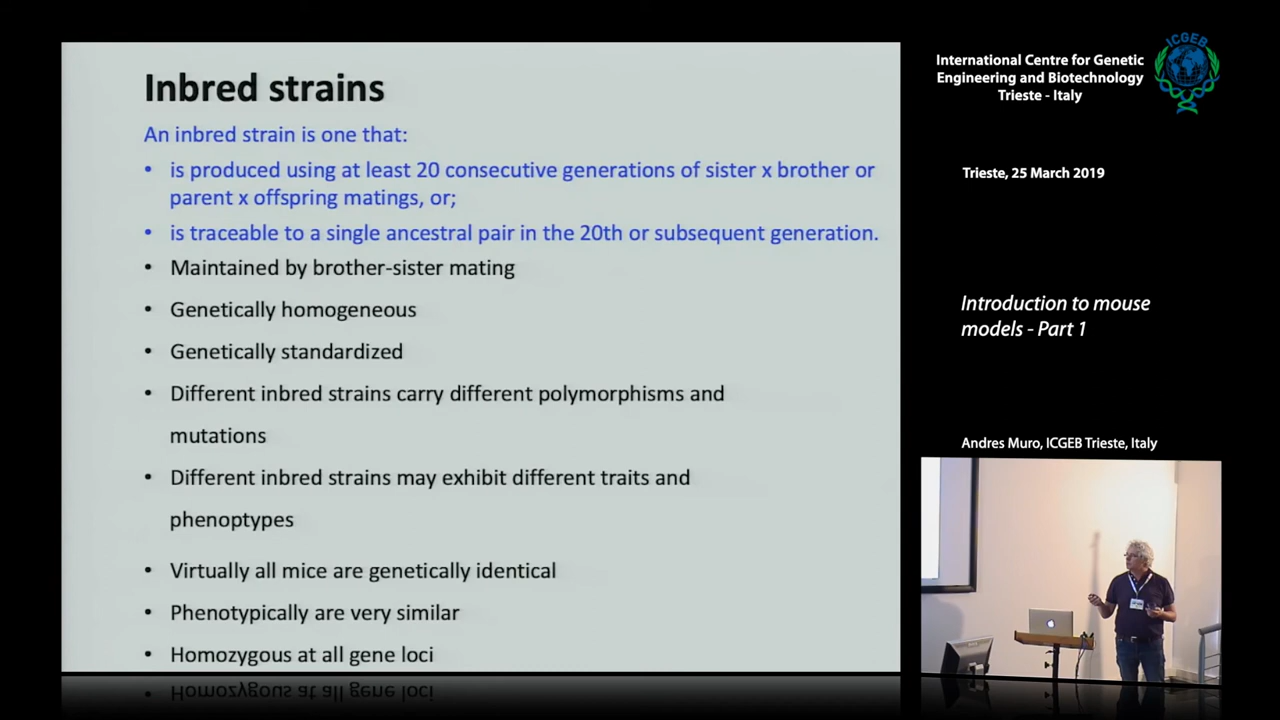 Inbred strains
An inbred strain is one that:
• is produced using at least 20 consecutive generations of sister x brother or
parent x offspring matings, or;
• is traceable to a single ancestral pair in the 20th or subsequent generation.
• Maintained by brother-sister mating
• Genetically homogeneous
• Genetically standardized
• Different inbred strains carry different polymorphisms and
mutations
• Different inbred strains may exhibit different traits and
phenoptypes
• Virtually all mice are genetically identical
• Phenotypically are very similar
• Homozygous at all gene loci
International Centre for Genetic
Engineering and Biotechnology
Trieste - Italy
ICGEB
Trieste, 25 March 2019
Introduction to mouse
models - Part 1
Andres Muro, ICGEB Trieste, Italy